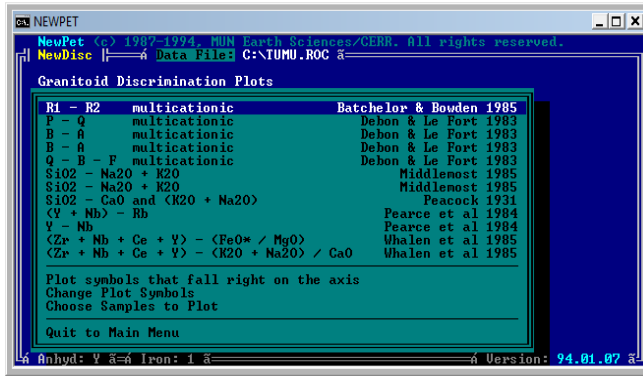 NEWPET
NewPet (c) 1987-1994, MUN Earth Sciences/CERR. All rights reserved.
NewDisc á Data File: C:\TUMU.ROC ã
Granitoid Discrimination Plots
R1 - R2 multicationic Batchelor & Bowden 1985
P - Q multicationic Debon & Le Fort 1983
B - A multicationic Debon & Le Fort 1983
B - A multicationic Debon & Le Fort 1983
Q - B - F multicationic Debon & Le Fort 1983
SiO2 - Na2O + K2O Middlemost 1985
SiO2 - Na2O + K2O Middlemost 1985
SiO2 - CaO and (K2O + Na2O) Peacock 1931
(Y + Nb) - Rb Pearce et al 1984
Y - Nb Pearce et al 1984
(Zr + Nb + Ce + Y) - (FeO* / MgO) Whalen et al 1985
(Zr + Nb + Ce + Y) - (K2O + Na2O) / CaO Whalen et al 1985
Plot symbols that fall right on the axis
Change Plot Symbols
Choose Samples to Plot
Quit to Main Menu
á Anhyd: Y ã á Iron: 1 ã á Version: 94.01.07 ã